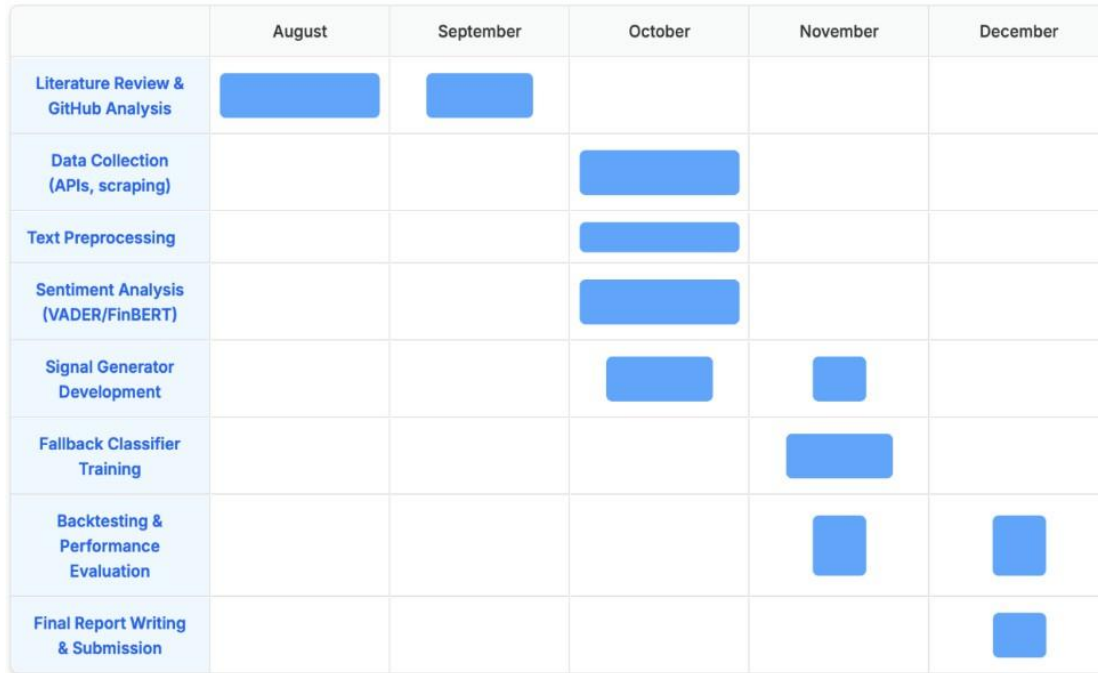 August September October November December
Literature Review &
GitHub Analysis
Data Collection
(APIs, scraping)
Text Preprocessing
Sentiment Analysis
(VADER/FinBERT)
Signal Generator
Development
Fallback Classifier
Training
Backtesting &
Performance
Evaluation
Final Report Writing
& Submission